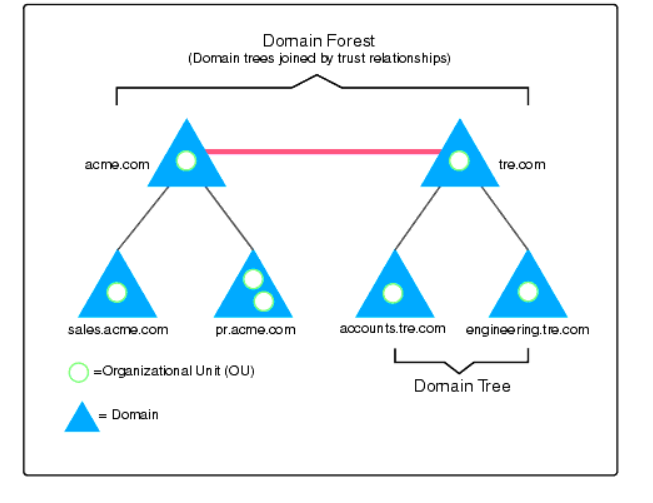 Domain Forest
(Domain trees joined by trust relationships)
acme.com
tre.com
sales.acme.com
pr.acme.com
accounts.tre.com
engineering.tre.com
=Organizational Unit (OU)
Domain Tree
= Domain